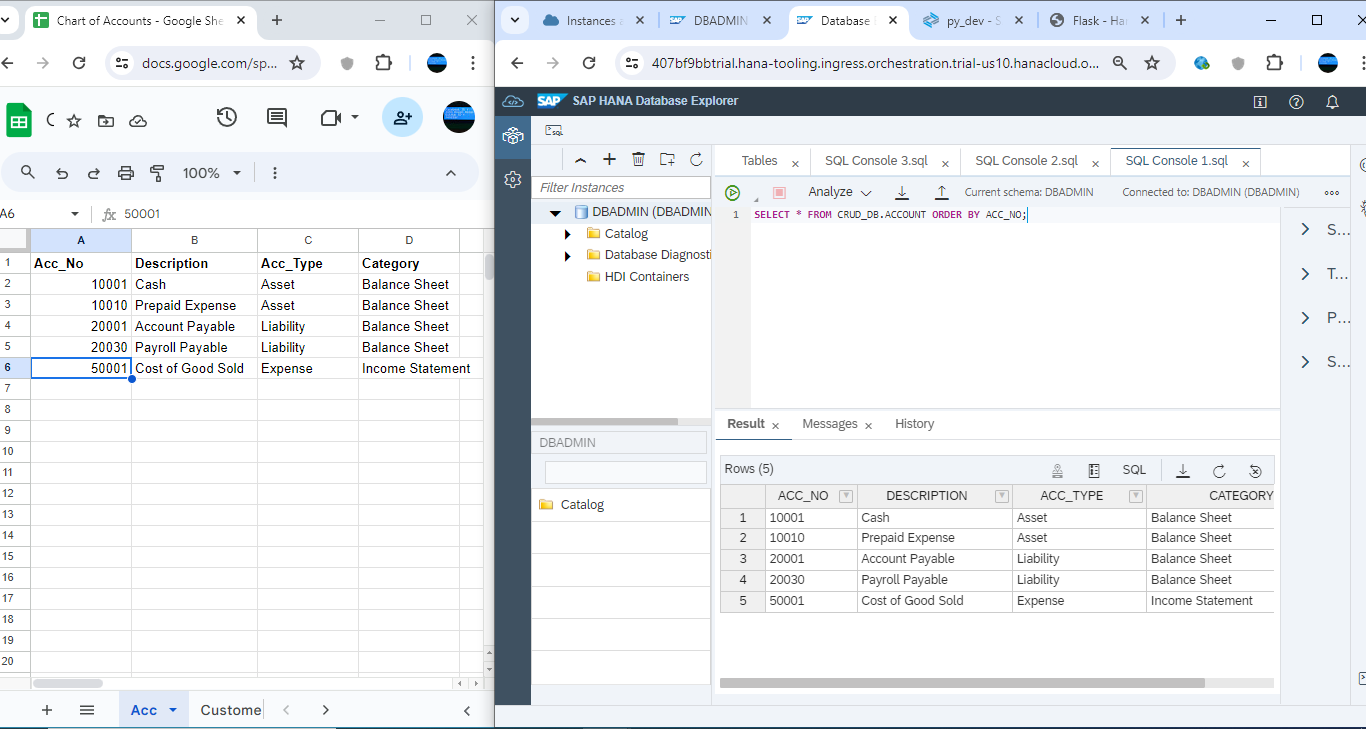 Chart of Accounts - Google She
docs.google.com/sp...
100%
A6
fx 50001
A B C D
1 Acc_No Description Acc_Type Category
2 10001 Cash Asset Balance Sheet
3 10010 Prepaid Expense Asset Balance Sheet
4 20001 Account Payable Liability Balance Sheet
5 20030 Payroll Payable Liability Balance Sheet
6 50001 Cost of Good Sold Expense Income Statement
7
8
9
10
11
12
13
14
15
16
17
18
19
20
Acc Custome
Instances a DBADMIN Database E py_dev - S Flask - Ha
407bf9bbtrial.hana-tooling.ingress.orchestration.trial-us10.hanacloud.o...
SAP SAP HANA Database Explorer
SQL
Filter Instances
DBADMIN (DBADMIN
Catalog
Database Diagnosti
HDI Containers
DBADMIN
Catalog
Tables SQL Console 3.sql SQL Console 2.sql SQL Console 1.sql
Analyze Current schema: DBADMIN Connected to: DBADMIN (DBADMIN)
1 SELECT * FROM CRUD_DB.ACCOUNT ORDER BY ACC_NO;
S...
T...
P...
S...
Result Messages History
Rows (5) SQL
ACC_NO DESCRIPTION ACC_TYPE CATEGORY
1 10001 Cash Asset Balance Sheet
2 10010 Prepaid Expense Asset Balance Sheet
3 20001 Account Payable Liability Balance Sheet
4 20030 Payroll Payable Liability Balance Sheet
5 50001 Cost of Good Sold Expense Income Statement